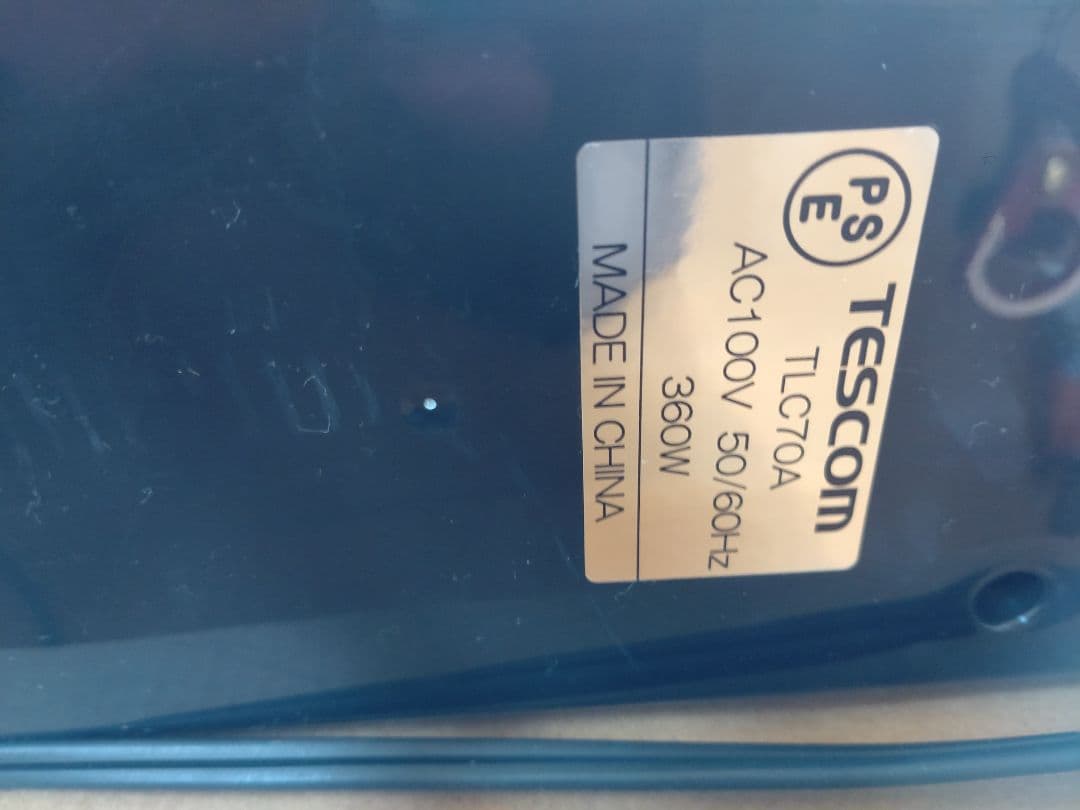 PS
E
TESCOM
TLC70A
AC100V 50/60Hz
360W
MADE IN CHINA